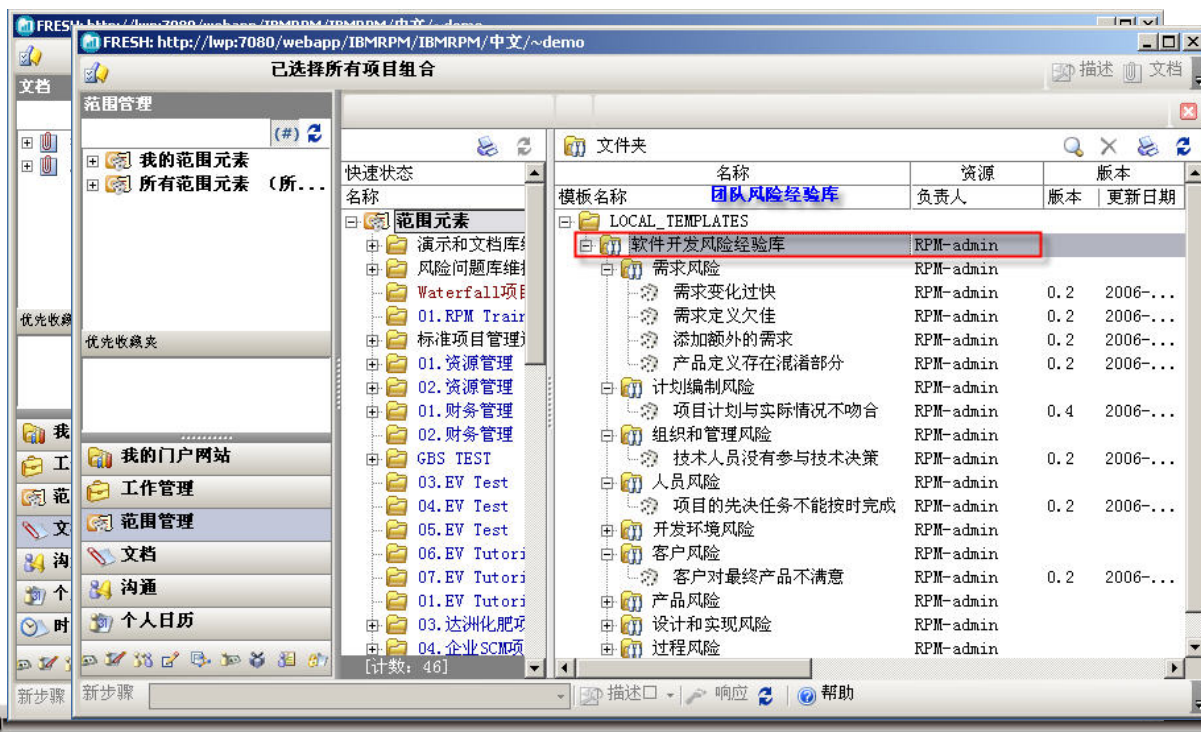 FRESH: http://lwp:7080/webapp/IBMRPM/IBMRPM/中文/~demo
已选择所有项目组合
描述 文档
文档
范围管理
(#)
我的范围元素
所有范围元素 （所...
优先收藏夹
我的门户网站
工作管理
范围管理
文档
沟通
个人日历
快速状态
名称
范围元素
演示和文档库
风险问题库维
Waterfall项
01.RPM Train
标准项目管理
01.资源管理
02.资源管理
01.财务管理
02.财务管理
GBS TEST
03.EV Test
04.EV Test
05.EV Test
06.EV Tutori
07.EV Tutori
01.EV Tutori
03.达洲化肥项
04.企业SCM项
[计数: 46]
文件夹
名称 资源 版本
模板名称 团队风险经验库 负责人 版本 更新日期
LOCAL_TEMPLATES
软件开发风险经验库 RPM-admin
需求风险 RPM-admin
需求变化过快 RPM-admin 0.2 2006-...
需求定义欠佳 RPM-admin 0.2 2006-...
添加额外的需求 RPM-admin 0.2 2006-...
产品定义存在混淆部分 RPM-admin 0.2 2006-...
计划编制风险 RPM-admin
项目计划与实际情况不吻合 RPM-admin 0.4 2006-...
组织和管理风险 RPM-admin
技术人员没有参与技术决策 RPM-admin 0.2 2006-...
人员风险 RPM-admin
项目的先决任务不能按时完成 RPM-admin 0.2 2006-...
开发环境风险 RPM-admin
客户风险 RPM-admin
客户对最终产品不满意 RPM-admin 0.2 2006-...
产品风险 RPM-admin
设计和实现风险 RPM-admin
过程风险 RPM-admin
新步骤
新步骤
描述口 响应 帮助